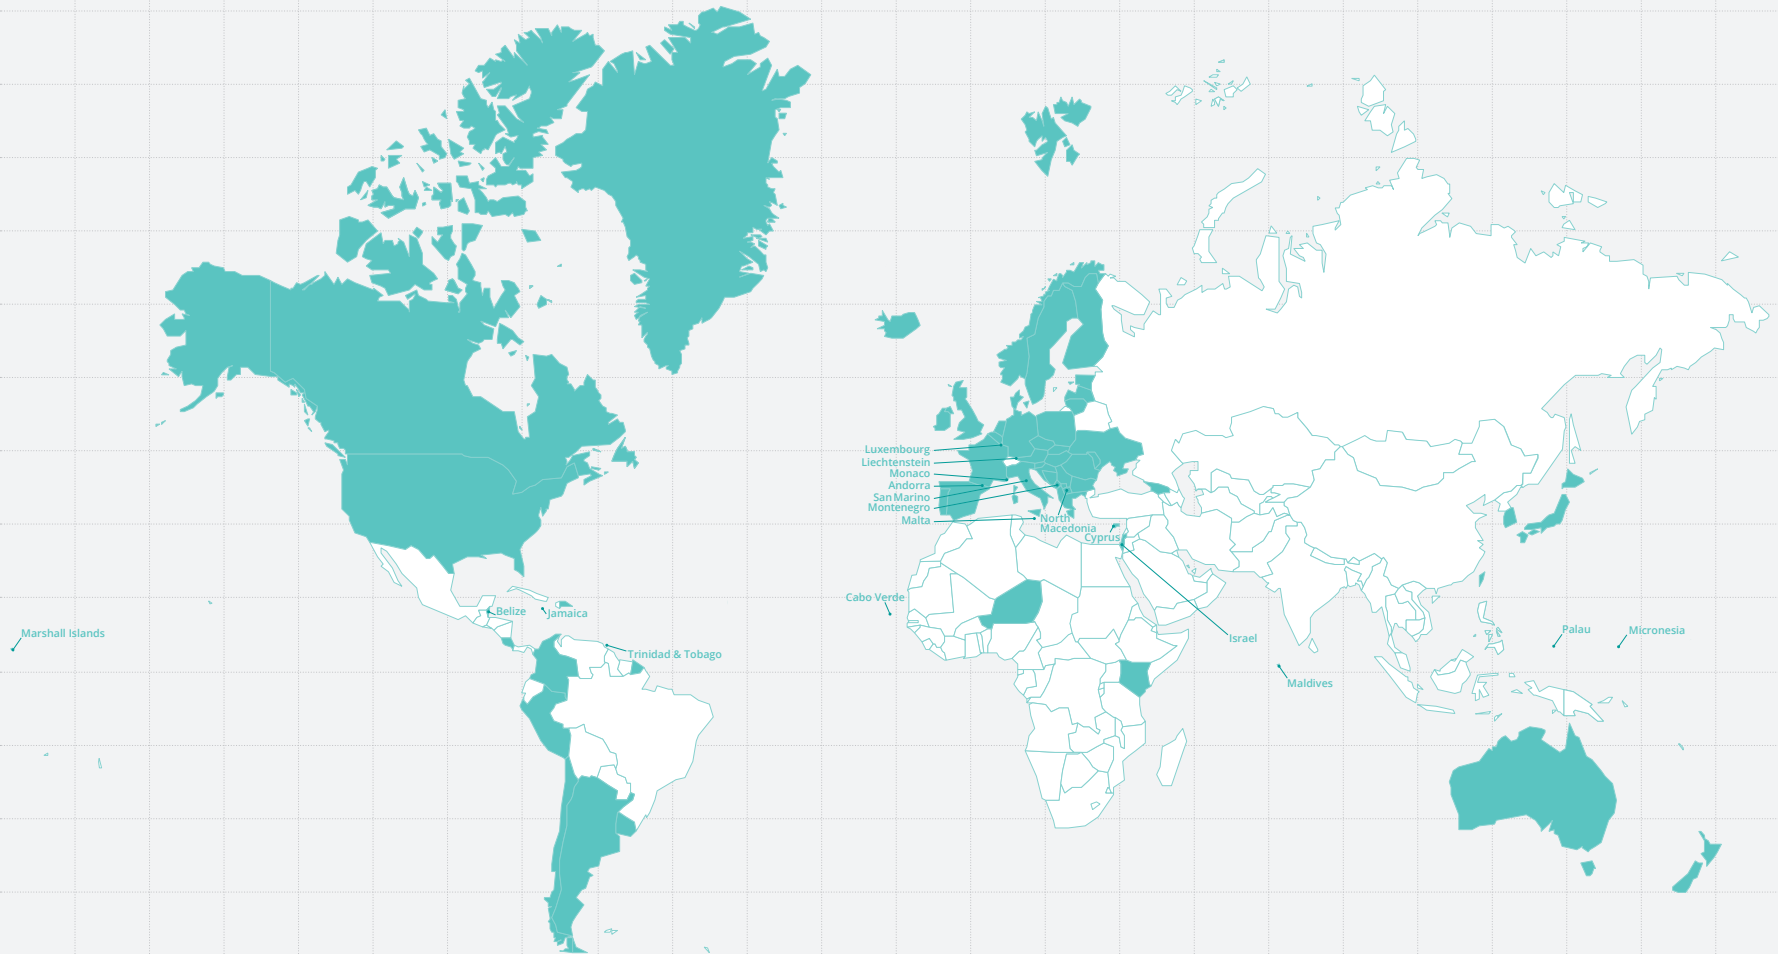 Luxembourg
Liechtenstein
Monaco
Andorra
San Marino
Montenegro
Malta
North
Macedonia
Cyprus
Cabo Verde
Belize
Jamaica
Marshall Islands
Trinidad & Tobago
Israel
Palau
Micronesia
Maldives